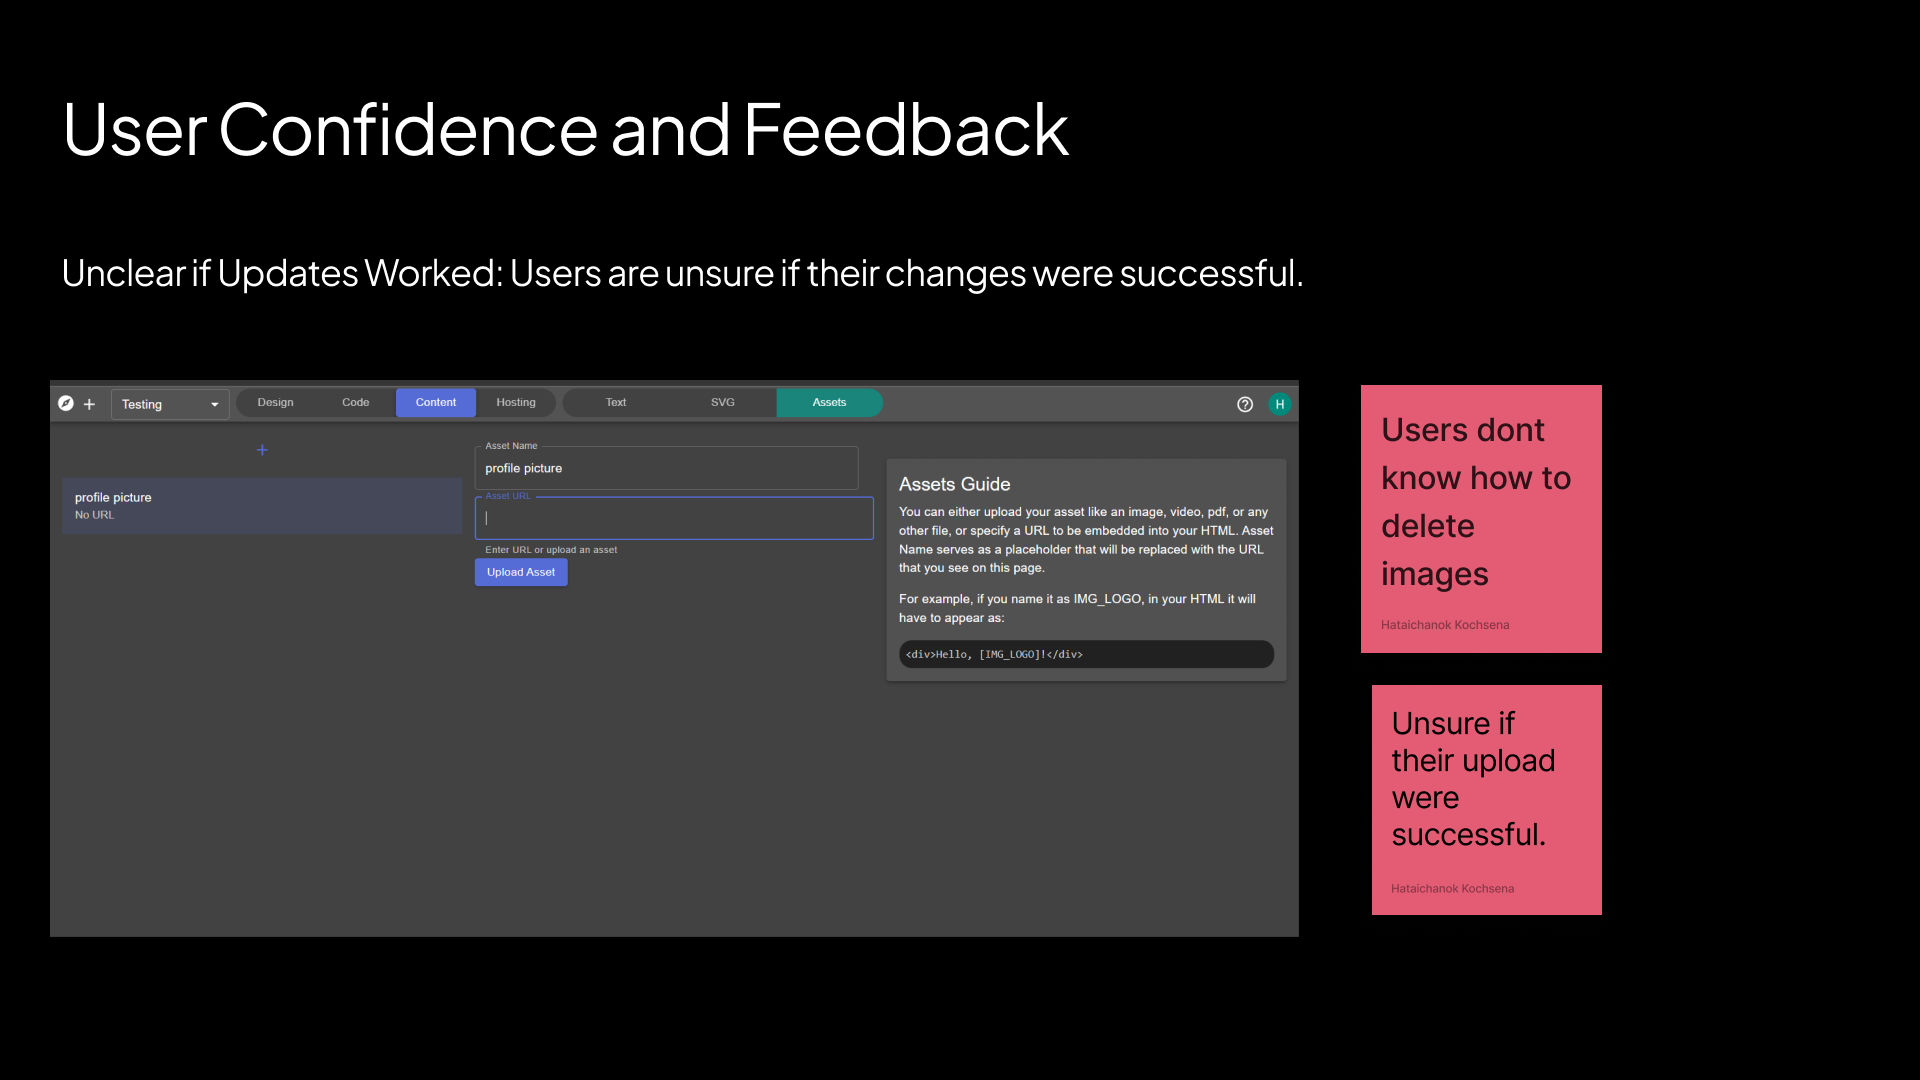 User Confidence and Feedback
Unclear if Updates Worked: Users are unsure if their changes were successful.
Testing
Design
Code
Content
Hosting
Text
SVG
Assets
H
profile picture
No URL
Asset Name
profile picture
Asset URL
Enter URL or upload an asset
Upload Asset
Assets Guide
You can either upload your asset like an image, video, pdf, or any
other file, or specify a URL to be embedded into your HTML. Asset
Name serves as a placeholder that will be replaced with the URL
that you see on this page.
For example, if you name it as IMG_LOGO, in your HTML it will
have to appear as:
<div>Hello, [IMG_LOGO]!</div>
Users dont
know how to
delete
images
Hataichanok Kochsena
Unsure if
their upload
were
successful.
Hataichanok Kochsena